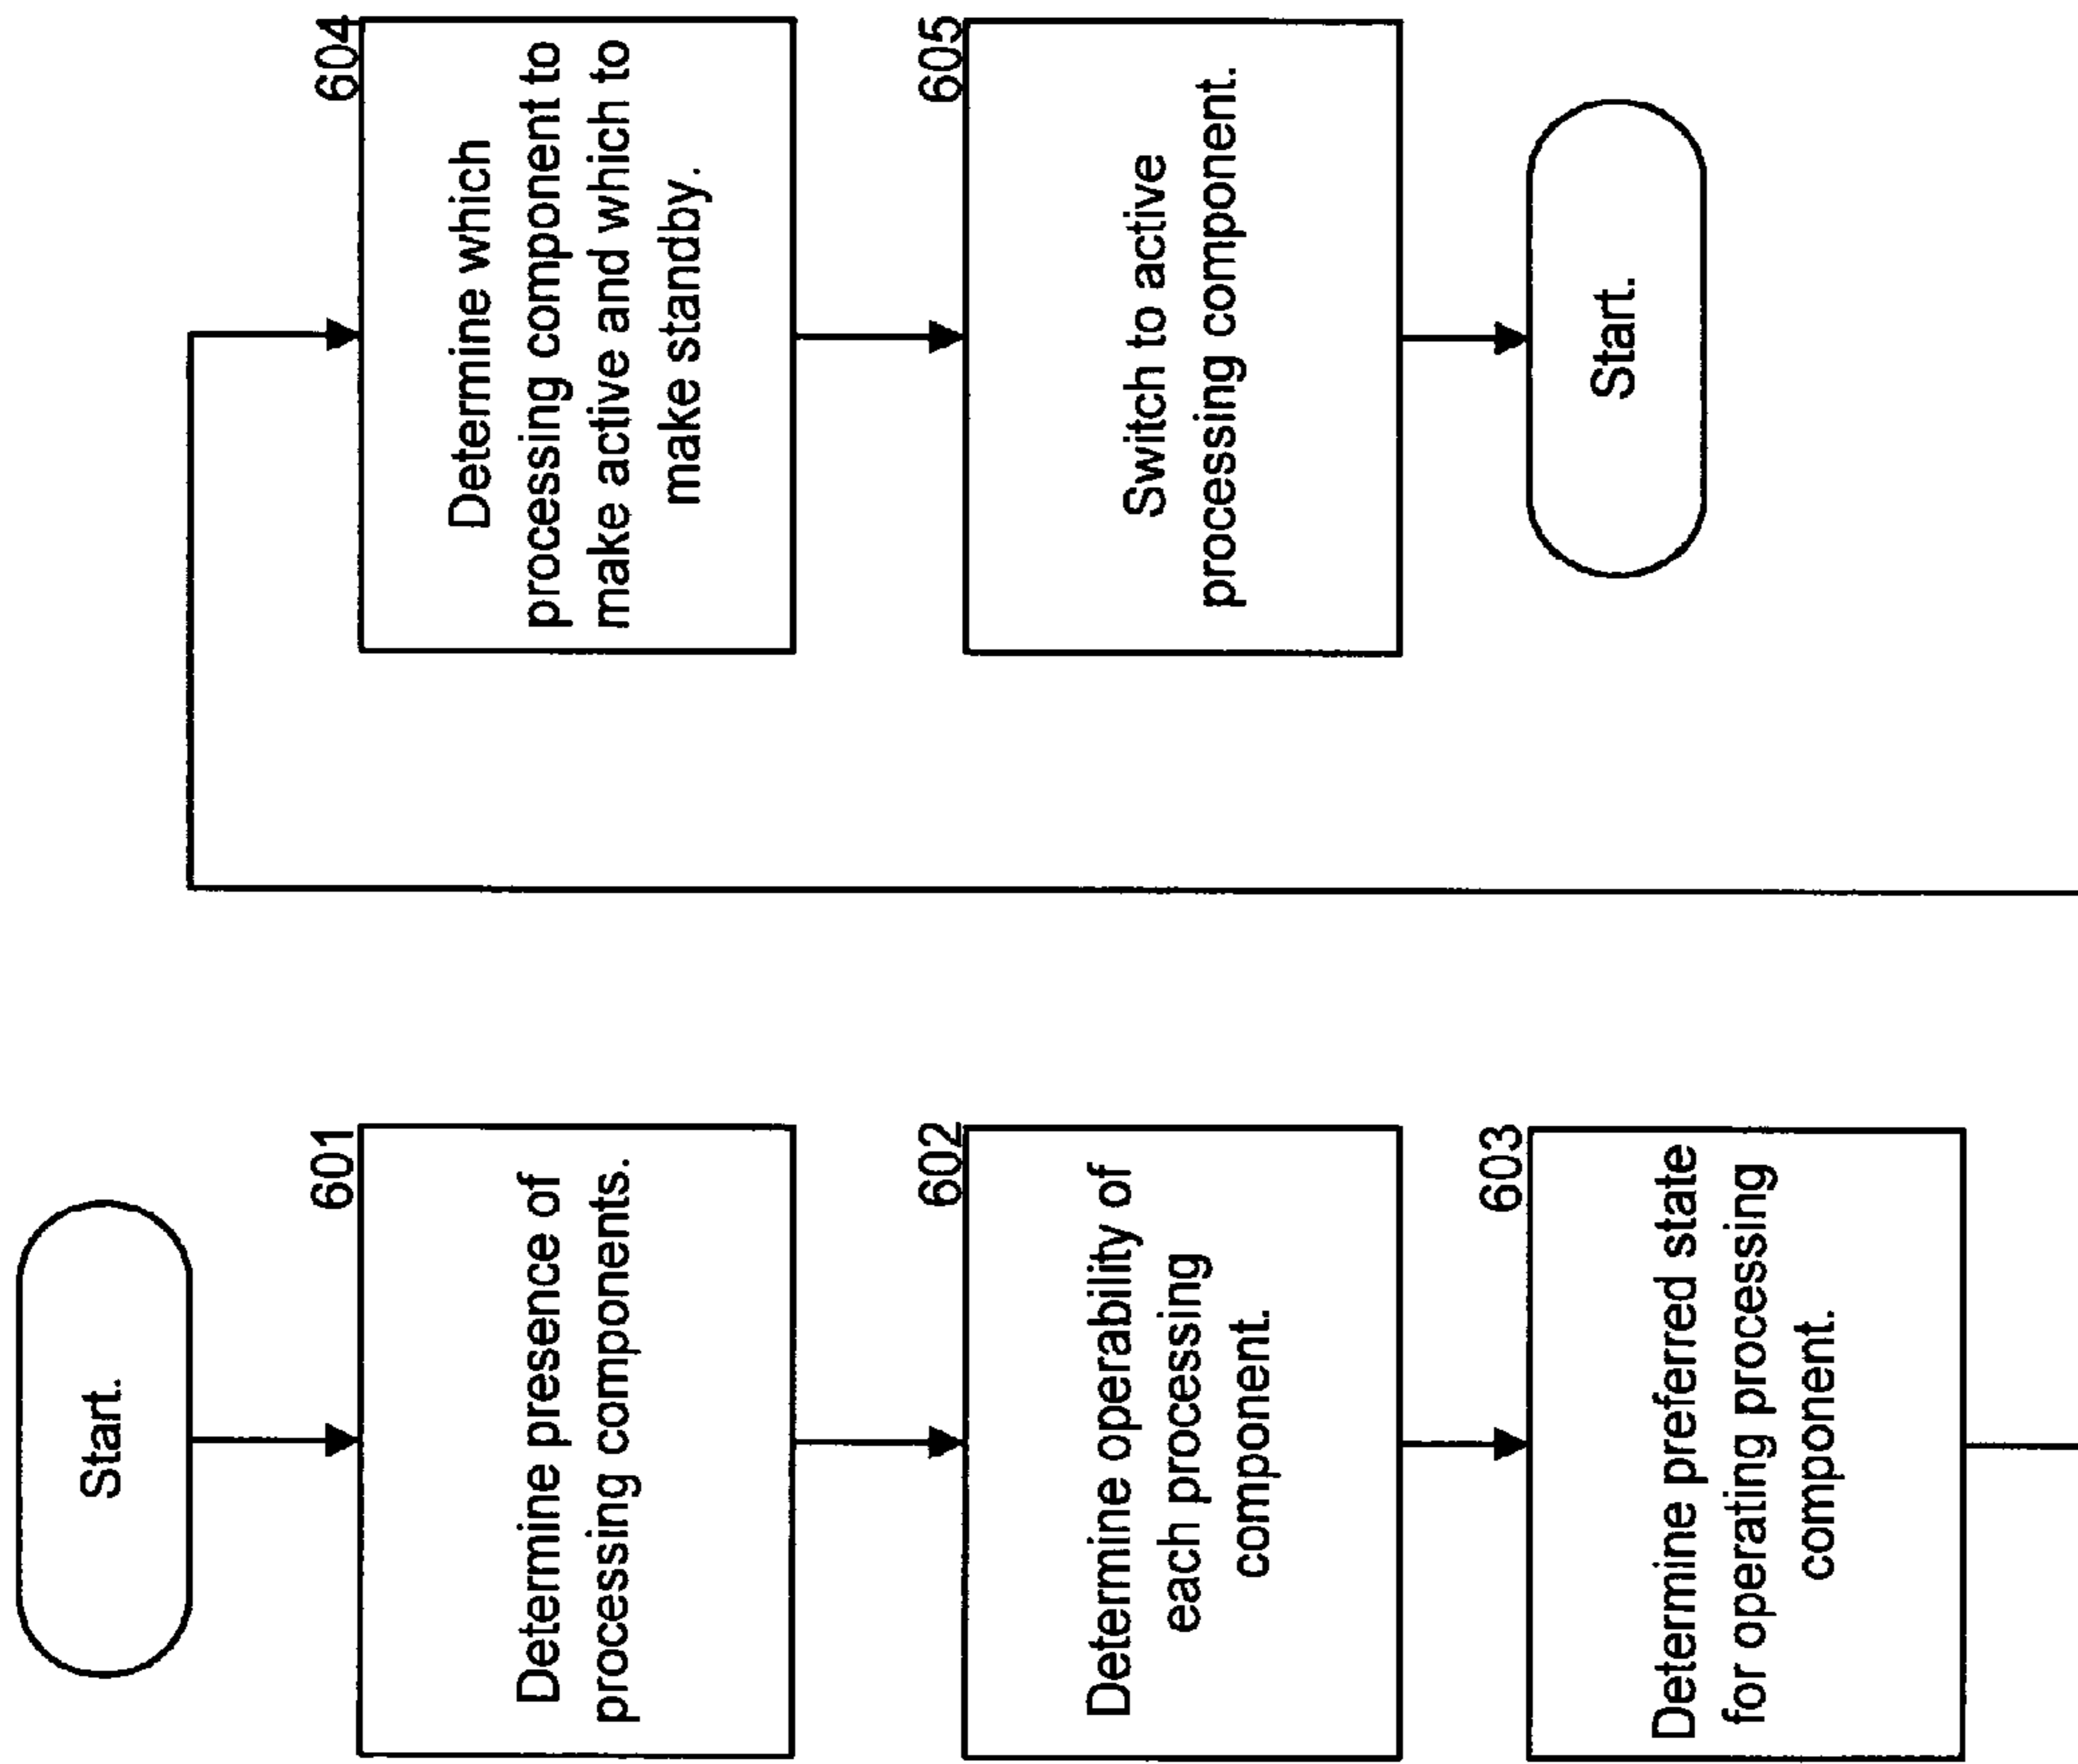 Start.
601
Determine presence of
processing components.
602
Determine operability of
each processing
component.
603
Determine preferred state
for operating processing
component.
604
Determine which
processing component to
make active and which to
make standby.
605
Switch to active
processing component.
Start.